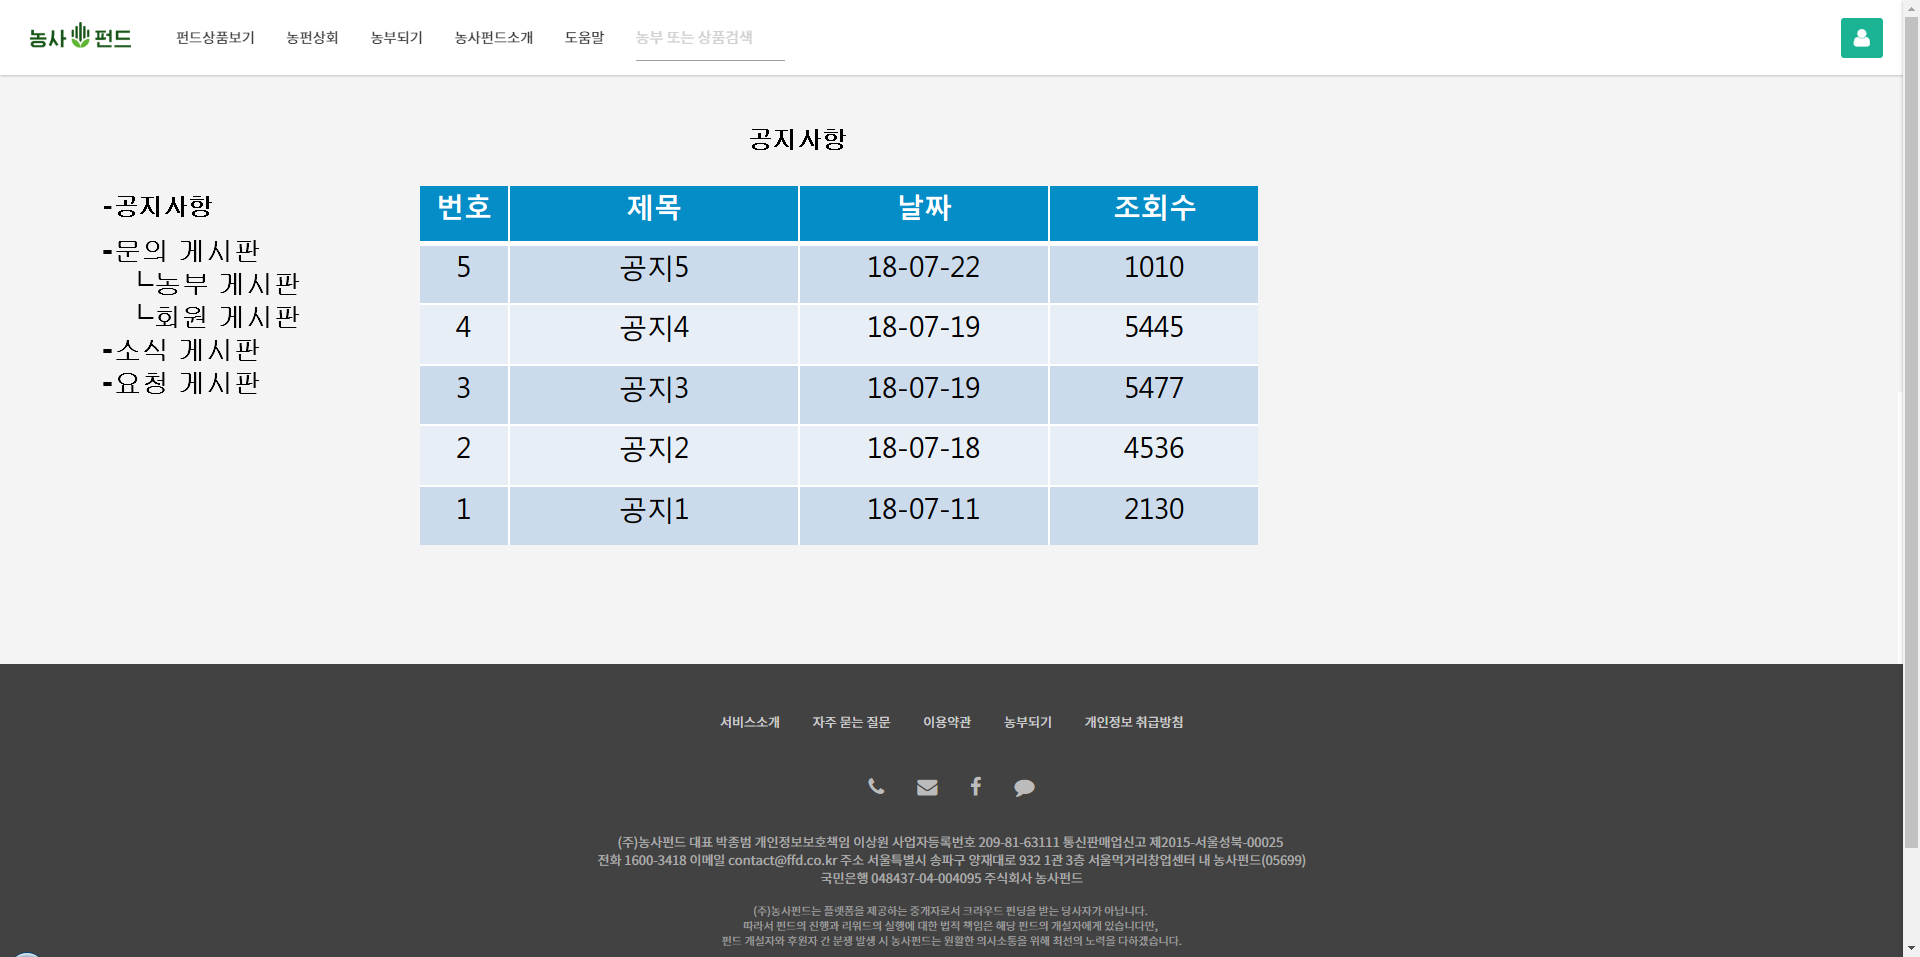 농사펀드
펀드상품보기 농펀상회 농부되기 농사펀드소개 도움말 농부 또는 상품검색
공지사항
-공지사항
-문의 게시판
└농부 게시판
└회원 게시판
-소식 게시판
-요청 게시판
번호 제목 날짜 조회수
5 공지5 18-07-22 1010
4 공지4 18-07-19 5445
3 공지3 18-07-19 5477
2 공지2 18-07-18 4536
1 공지1 18-07-11 2130
서비스소개 자주 묻는 질문 이용약관 농부되기 개인정보 취급방침
(주)농사펀드 대표 박종범 개인정보보호책임 이상원 사업자등록번호 209-81-63111 통신판매업신고 제2015-서울성북-00025
전화 1600-3418 이메일 contact@ffd.co.kr 주소 서울특별시 송파구 양재대로 932 1관 3층 서울먹거리창업센터 내 농사펀드(05699)
국민은행 048437-04-004095 주식회사 농사펀드
(주)농사펀드는 플랫폼을 제공하는 중개자로서 크라우드 펀딩을 받는 당사자가 아닙니다.
따라서 펀드의 진행과 리워드의 실행에 대한 법적 책임은 해당 펀드의 개설자에게 있습니다만,
펀드 개설자와 후원자 간 분쟁 발생 시 농사펀드는 원활한 의사소통을 위해 최선의 노력을 다하겠습니다.